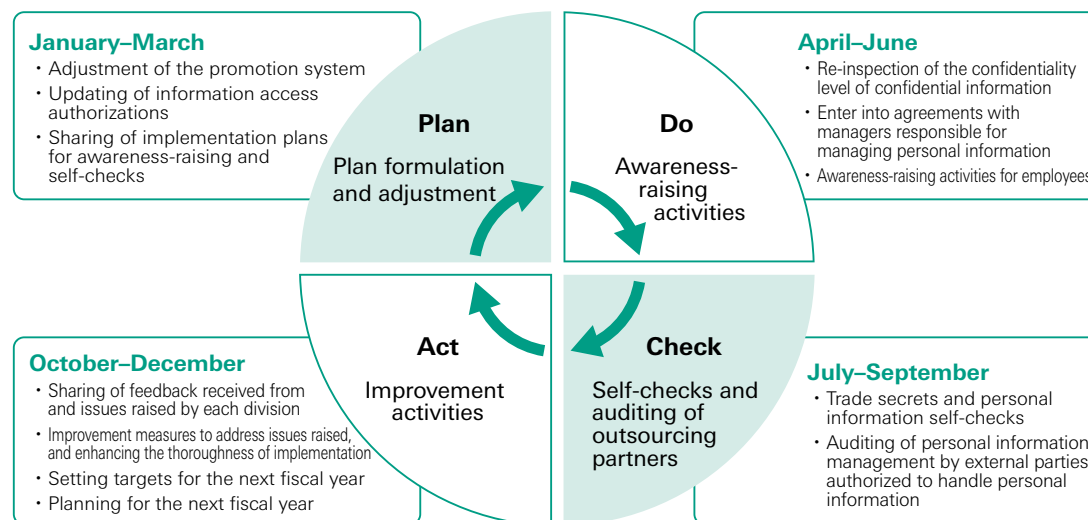 January–March
・Adjustment of the promotion system
・Updating of information access
authorizations
・Sharing of implementation plans
for awareness-raising and
self-checks
Plan
Plan formulation
and adjustment
Do
Awareness-
raising
activities
April–June
・Re-inspection of the confidentiality
level of confidential information
・Enter into agreements with
managers responsible for
managing personal information
・Awareness-raising activities for employees
October–December
・Sharing of feedback received from
and issues raised by each division
・Improvement measures to address issues raised,
and enhancing the thoroughness of implementation
・Setting targets for the next fiscal year
・Planning for the next fiscal year
Act
Improvement
activities
Check
Self-checks and
auditing of
outsourcing
partners
July–September
・Trade secrets and personal
information self-checks
・Auditing of personal information
management by external parties
authorized to handle personal
information